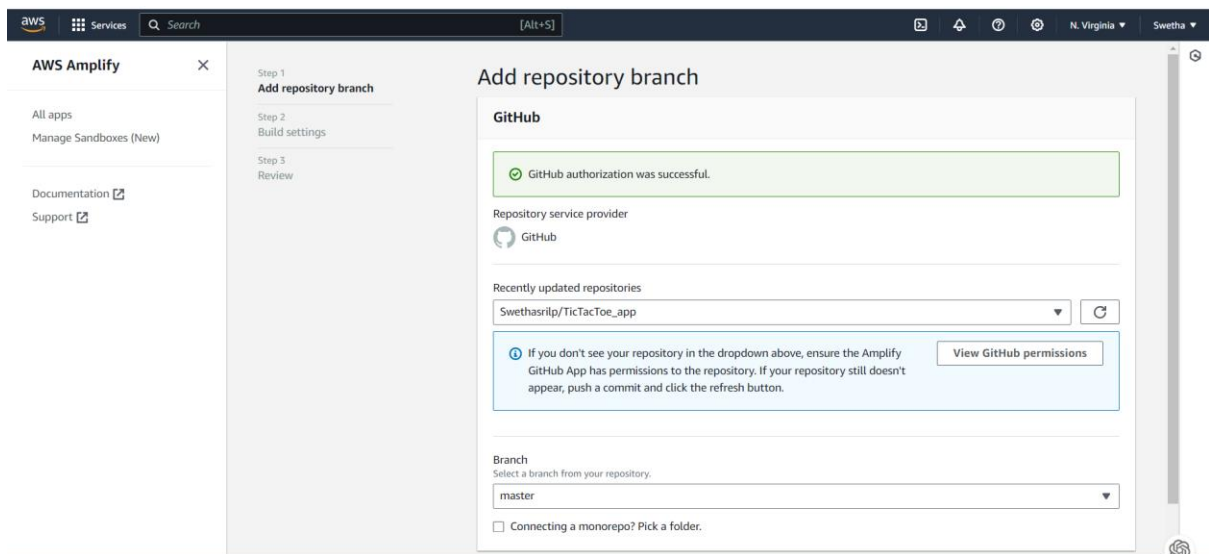 aws
Services
Search
[Alt+S]
N. Virginia
Swetha
AWS Amplify
All apps
Manage Sandboxes (New)
Documentation
Support
Step 1
Add repository branch
Step 2
Build settings
Step 3
Review
Add repository branch
GitHub
GitHub authorization was successful.
Repository service provider
GitHub
Recently updated repositories
Swethasrilp/TicTacToe_app
If you don't see your repository in the dropdown above, ensure the Amplify
GitHub App has permissions to the repository. If your repository still doesn't
appear, push a commit and click the refresh button.
View GitHub permissions
Branch
Select a branch from your repository.
master
Connecting a monorepo? Pick a folder.